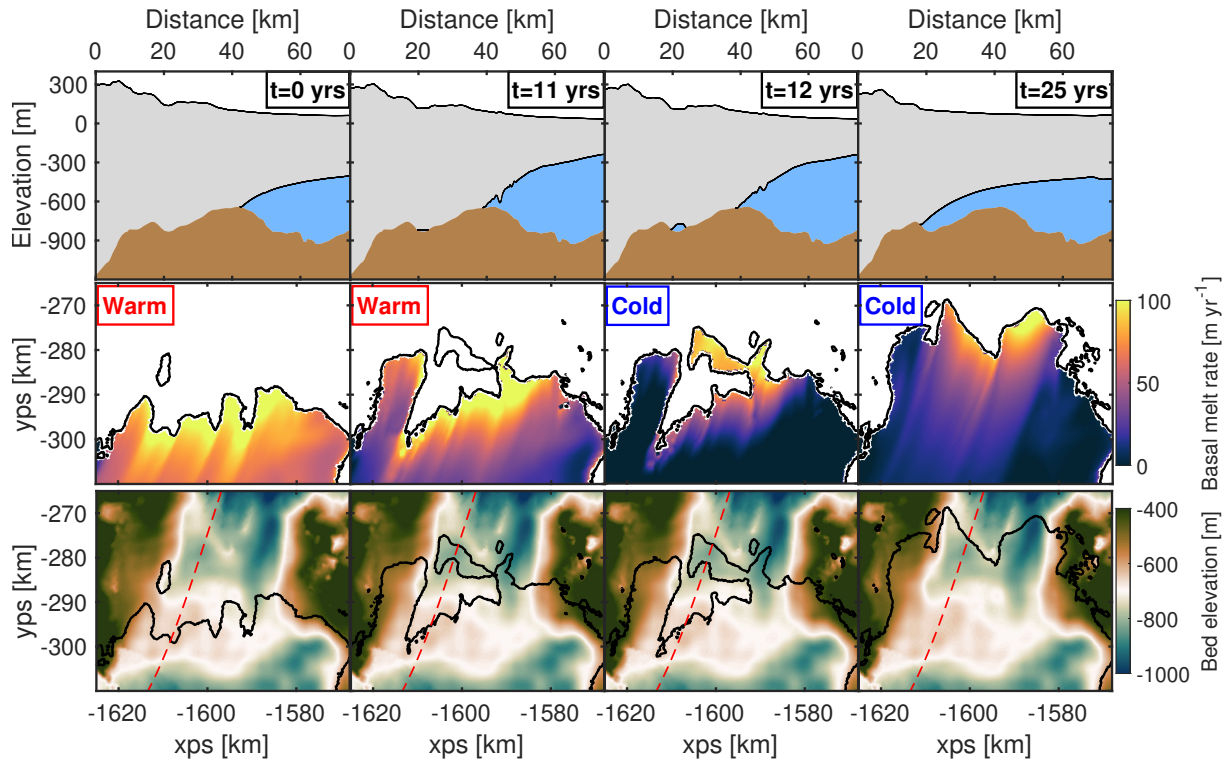 Distance [km] Distance [km] Distance [km] Distance [km]
0 20 40 60 0 20 40 60 0 20 40 60 0 20 40 60
300
0
-300
-600
-900
Elevation [m]
t=0 yrs t=11 yrs t=12 yrs t=25 yrs
Warm Warm Cold Cold
-270
-280
-290
-300
yps [km]
100
50
0
Basal melt rate [m yr⁻¹]
-270
-280
-290
-300
yps [km]
-400
-600
-800
-1000
Bed elevation [m]
-1620 -1600 -1580 -1620 -1600 -1580 -1620 -1600 -1580 -1620 -1600 -1580
xps [km] xps [km] xps [km] xps [km]